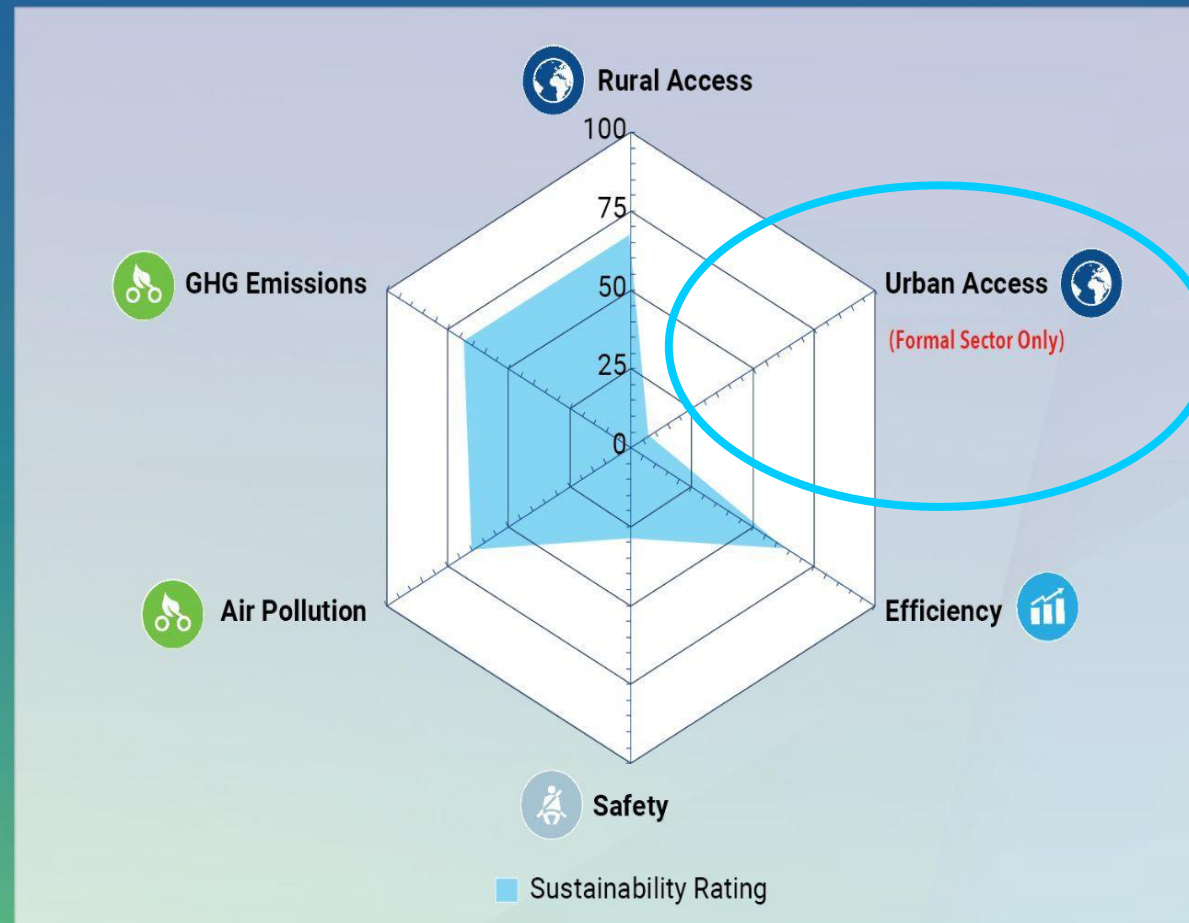 Rural Access
100
75
50
25
0
GHG Emissions
Urban Access
(Formal Sector Only)
Air Pollution
Efficiency
Safety
Sustainability Rating